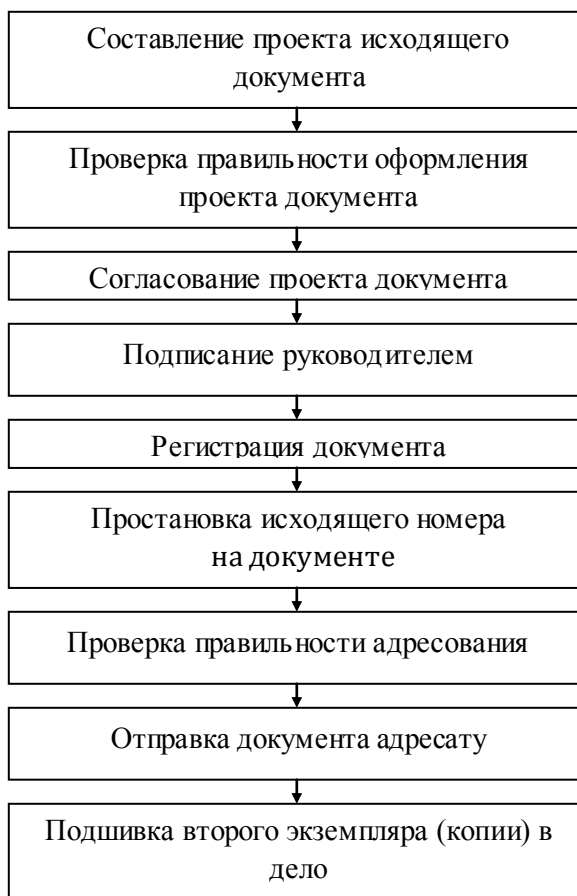 Составление проекта исходящего
документа
Проверка правильности оформления
проекта документа
Согласование проекта документа
Подписание руководителем
Регистрация документа
Простановка исходящего номера
на документе
Проверка правильности адресования
Отправка документа адресату
Подшивка второго экземпляра (копии) в
дело